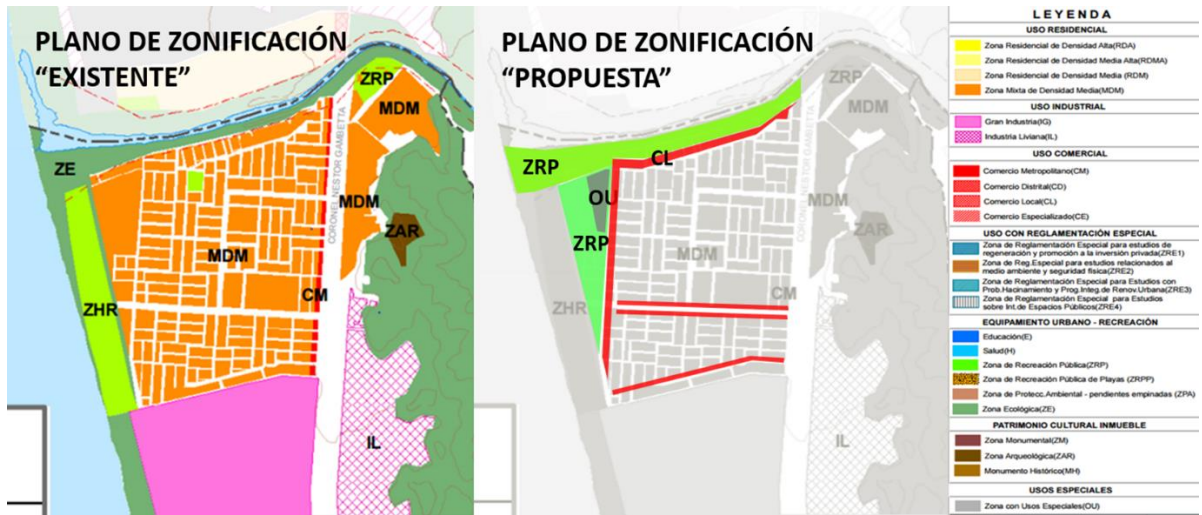 PLANO DE ZONIFICACIÓN
“EXISTENTE”
ZRP
MDM
ZE
MDM
ZAR
MDM
ZHR
CM
IL
CORONEL NESTOR GAMBETTA
PLANO DE ZONIFICACIÓN
“PROPUESTA”
ZRP
MDM
ZRP
CL
OU
MDM
ZAR
ZRP
MDM
ZHR
CM
IL
CORONEL NESTOR GAMBETTA
LEYENDA
USO RESIDENCIAL
Zona Residencial de Densidad Alta(RDA)
Zona Residencial de Densidad Media Alta(RDMA)
Zona Residencial de Densidad Media (RDM)
Zona Mixta de Densidad Media(MDM)
USO INDUSTRIAL
Gran Industria(IG)
Industria Liviana(IL)
USO COMERCIAL
Comercio Metropolitano(CM)
Comercio Distrital(CD)
Comercio Local(CL)
Comercio Especializado(CE)
USO CON REGLAMENTACIÓN ESPECIAL
Zona de Reglamentación Especial para estudios de
regeneración y promoción a la inversión privada(ZRE1)
Zona de Reg.Especial para estudios relacionados al
medio ambiente y seguridad física(ZRE2)
Zona de Reglamentación Especial para Estudios con
Prob.Hacinamiento y Prog.Integ.de Renov.Urbana(ZRE3)
Zona de Reglamentación Especial para Estudios
sobre Int.de Espacios Públicos(ZRE4)
EQUIPAMIENTO URBANO - RECREACIÓN
Educación(E)
Salud(H)
Zona de Recreación Pública(ZRP)
Zona de Recreación Pública de Playas (ZRPP)
Zona de Protecc.Ambiental - pendientes empinadas (ZPA)
Zona Ecológica(ZE)
PATRIMONIO CULTURAL INMUEBLE
Zona Monumental(ZM)
Zona Arqueológica(ZAR)
Monumento Histórico(MH)
USOS ESPECIALES
Zona con Usos Especiales(OU)